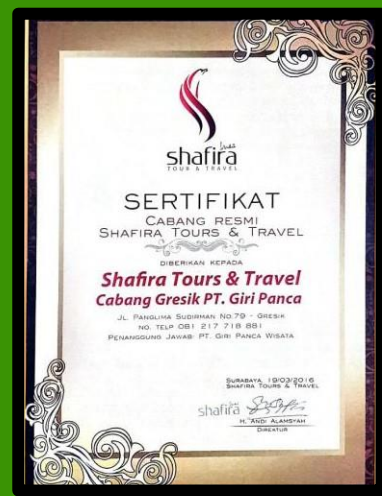 shafira
TOUR & TRAVEL
SERTIFIKAT
CABANG RESMI
SHAFIRA TOURS & TRAVEL
DIBERIKAN KEPADA
Shafira Tours & Travel
Cabang Gresik PT. Giri Panca
JL. PANGLIMA SUDIRMAN NO.79 - GRESIK
NO. TELP 081 217 718 881
PENANGGUNG JAWAB: PT. GIRI PANCA WISATA
SURABAYA, 19/03/2016
SHAFIRA TOURS & TRAVEL
shafira
H. ANDI ALAMSYAH
DIREKTUR